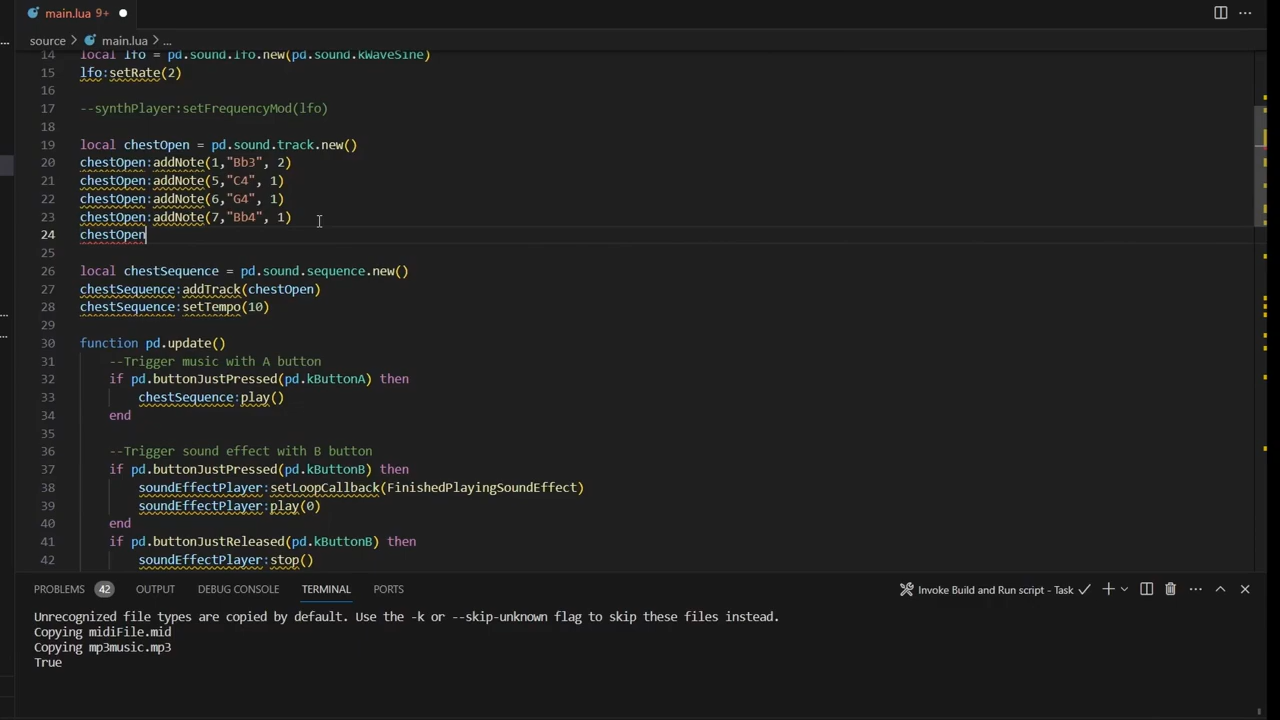 main.lua 9+
source > main.lua > ...
14 local lfo = pd.sound.lfo.new(pd.sound.kWaveSine)
15 lfo:setRate(2)
16
17 --synthPlayer:setFrequencyMod(lfo)
18
19 local chestOpen = pd.sound.track.new()
20 chestOpen:addNote(1,"Bb3", 2)
21 chestOpen:addNote(5,"C4", 1)
22 chestOpen:addNote(6,"G4", 1)
23 chestOpen:addNote(7,"Bb4", 1)
24 chestOpen
25
26 local chestSequence = pd.sound.sequence.new()
27 chestSequence:addTrack(chestOpen)
28 chestSequence:setTempo(10)
29
30 function pd.update()
31 --Trigger music with A button
32 if pd.buttonJustPressed(pd.kButtonA) then
33 chestSequence:play()
34 end
35
36 --Trigger sound effect with B button
37 if pd.buttonJustPressed(pd.kButtonB) then
38 soundEffectPlayer:setLoopCallback(FinishedPlayingSoundEffect)
39 soundEffectPlayer:play(0)
40 end
41 if pd.buttonJustReleased(pd.kButtonB) then
42 soundEffectPlayer:stop()
PROBLEMS 42 OUTPUT DEBUG CONSOLE TERMINAL PORTS Invoke Build and Run script - Task
Unrecognized file types are copied by default. Use the -k or --skip-unknown flag to skip these files instead.
Copying midiFile.mid
Copying mp3music.mp3
True